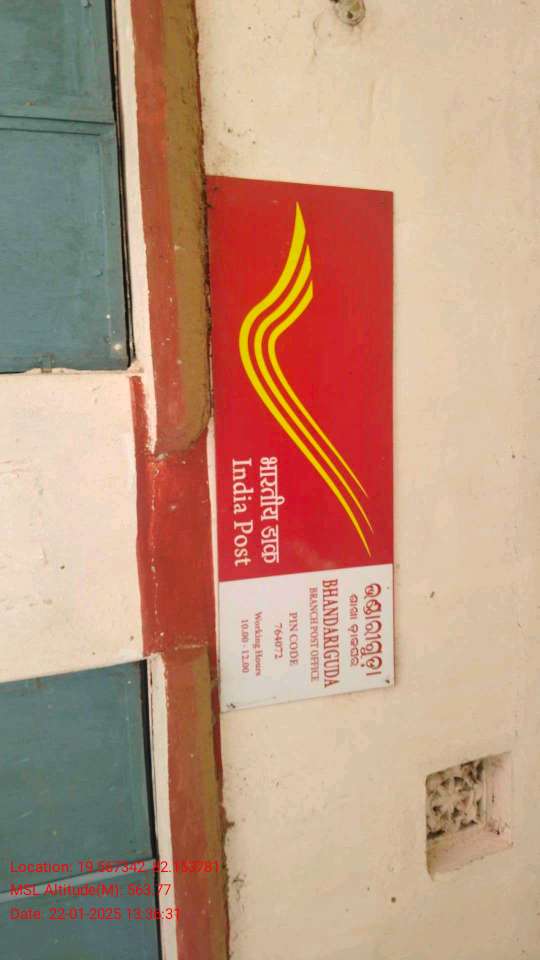 भारतीय डाक
India Post
ଭଣ୍ଡାରୀଗୁଡ଼ା
ଶାଖା ଡ଼ାକଘର
BHANDARIGUDA
BRANCH POST OFFICE
PIN CODE
764072
Working Hours
10.00 - 12.00
Location: 19.567342, 82.163781
MSL Altitude(M): 563.77
Date: 22-01-2025 13:36:31